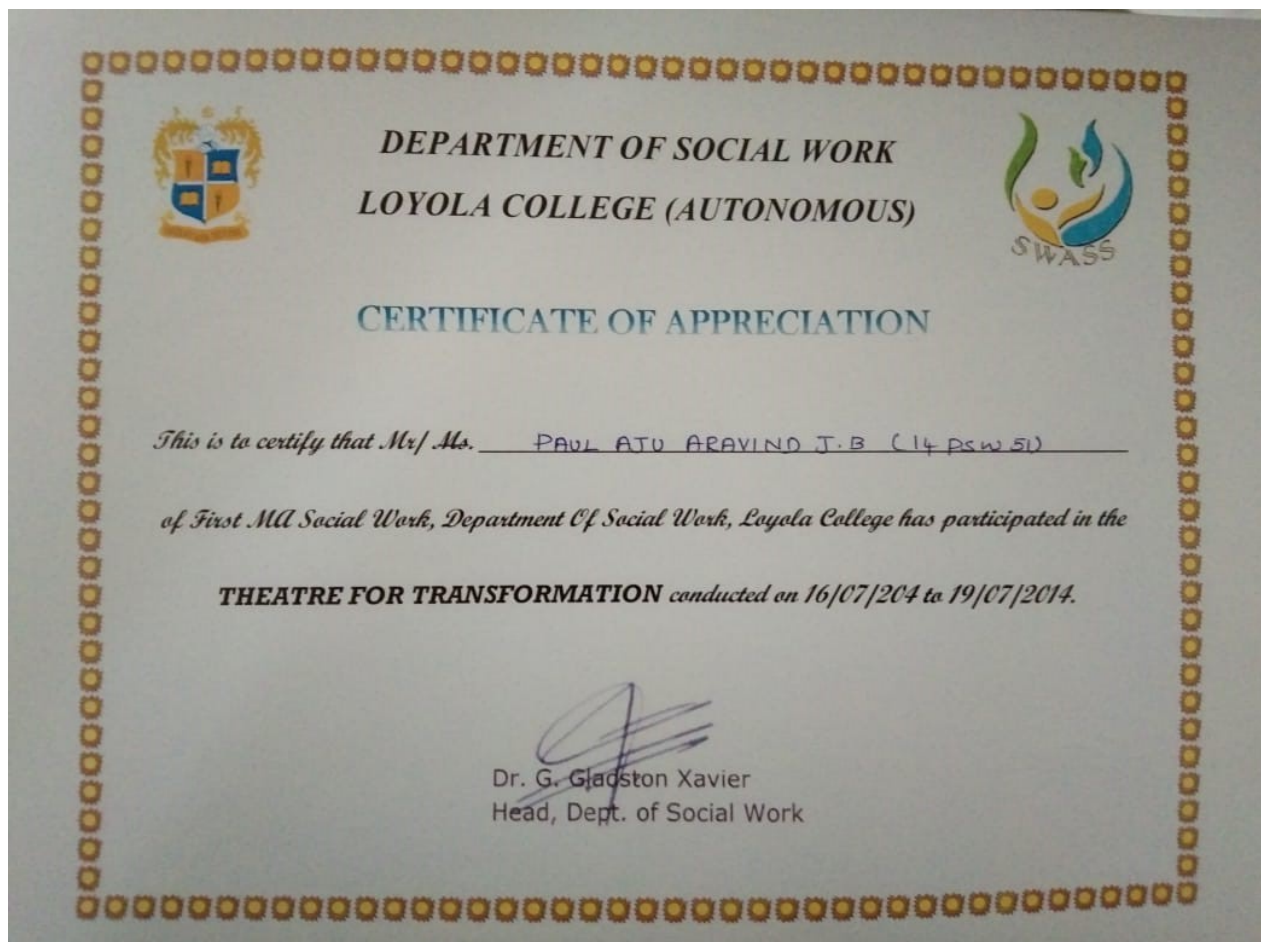 DEPARTMENT OF SOCIAL WORK
LOYOLA COLLEGE (AUTONOMOUS)
SWASS
CERTIFICATE OF APPRECIATION
This is to certify that Mr/ Ms. PAUL AJU ARAVIND J.B (14 PSW 51)
of First MA Social Work, Department Of Social Work, Loyola College has participated in the
THEATRE FOR TRANSFORMATION conducted on 16/07/204 to 19/07/2014.
Dr. G. Gladston Xavier
Head, Dept. of Social Work